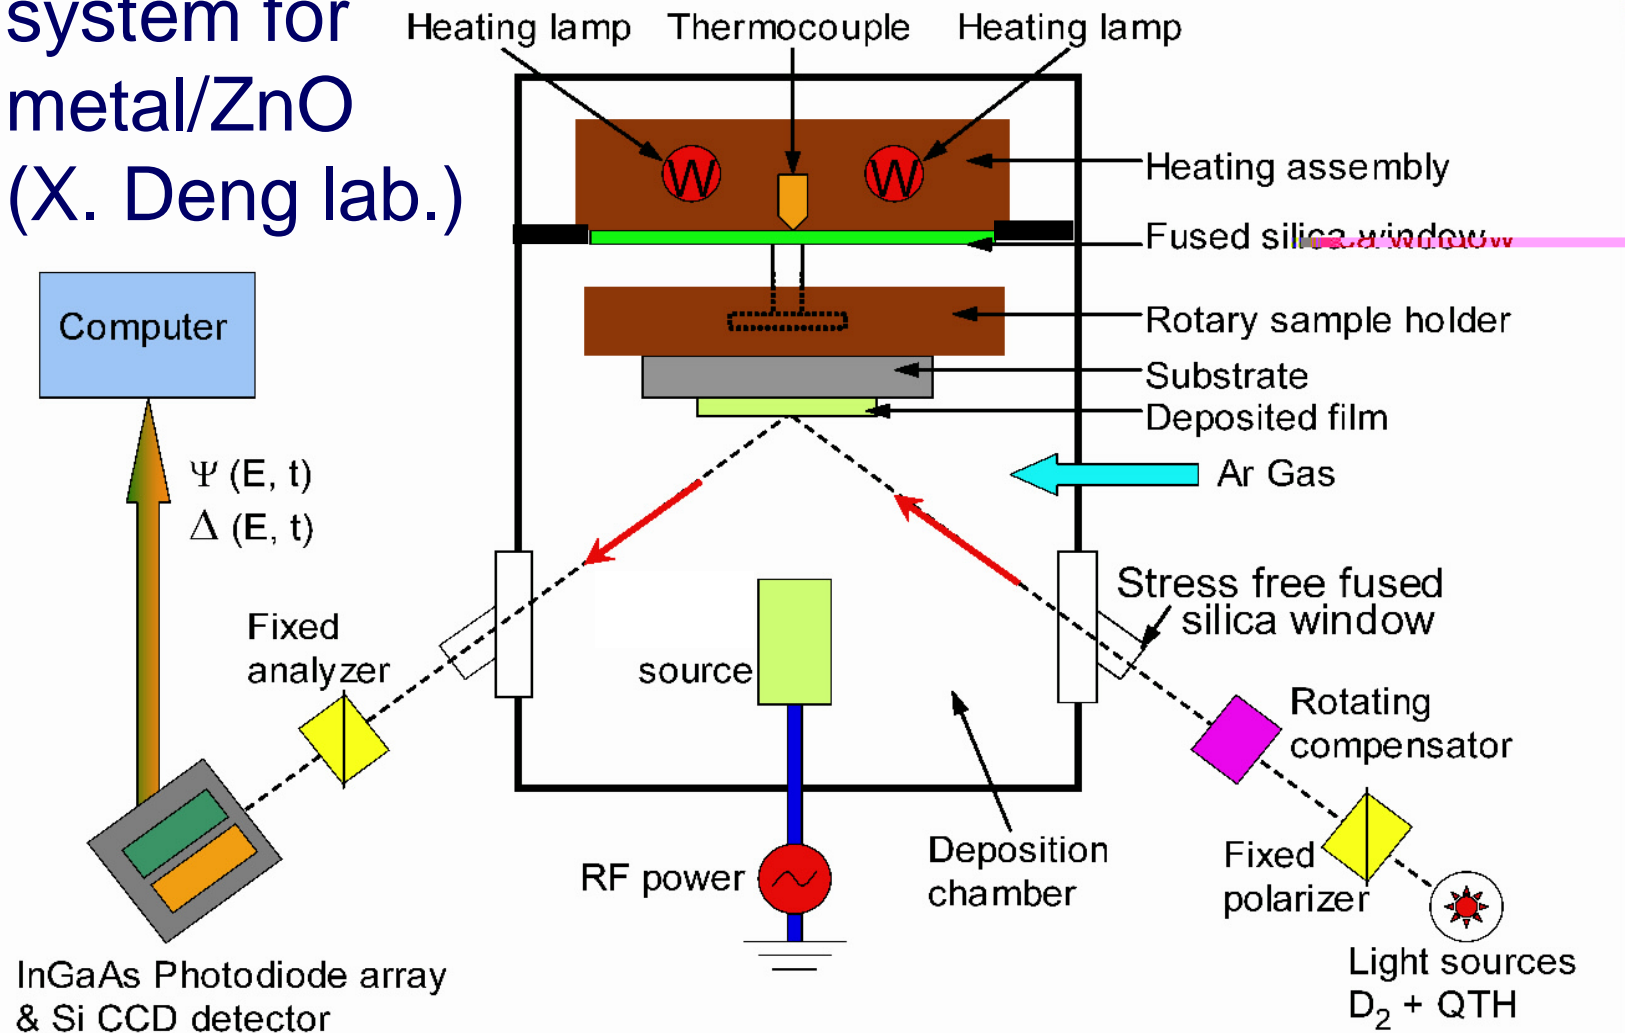 system for
metal/ZnO
(X. Deng lab.)
Heating lamp
Thermocouple
Heating lamp
W
W
Heating assembly
Fused silica window
Rotary sample holder
Substrate
Deposited film
Ar Gas
Computer
Ψ (E, t)
Δ (E, t)
Stress free fused
silica window
Fixed
analyzer
source
Rotating
compensator
RF power
Deposition
chamber
Fixed
polarizer
InGaAs Photodiode array
& Si CCD detector
Light sources
D2 + QTH